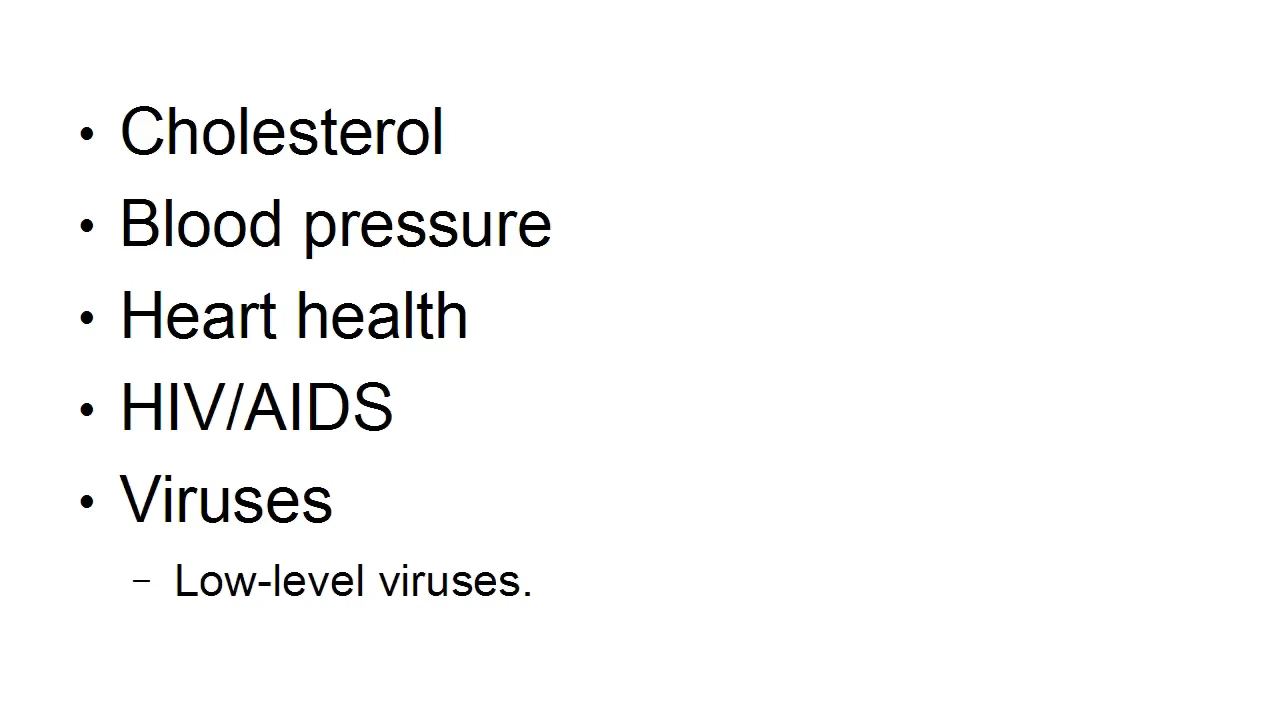 • Cholesterol
• Blood pressure
• Heart health
• HIV/AIDS
• Viruses
– Low-level viruses.